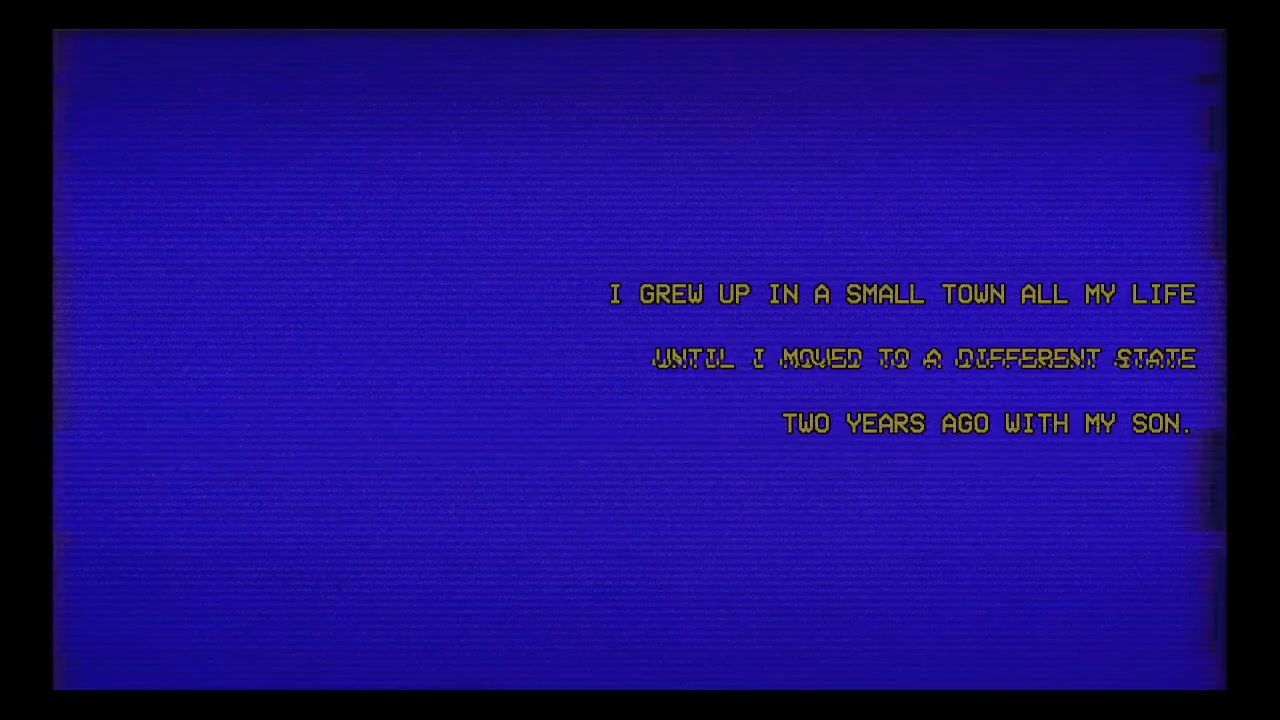 I GREW UP IN A SMALL TOWN ALL MY LIFE
UNTIL I MOVED TO A DIFFERENT STATE
TWO YEARS AGO WITH MY SON.